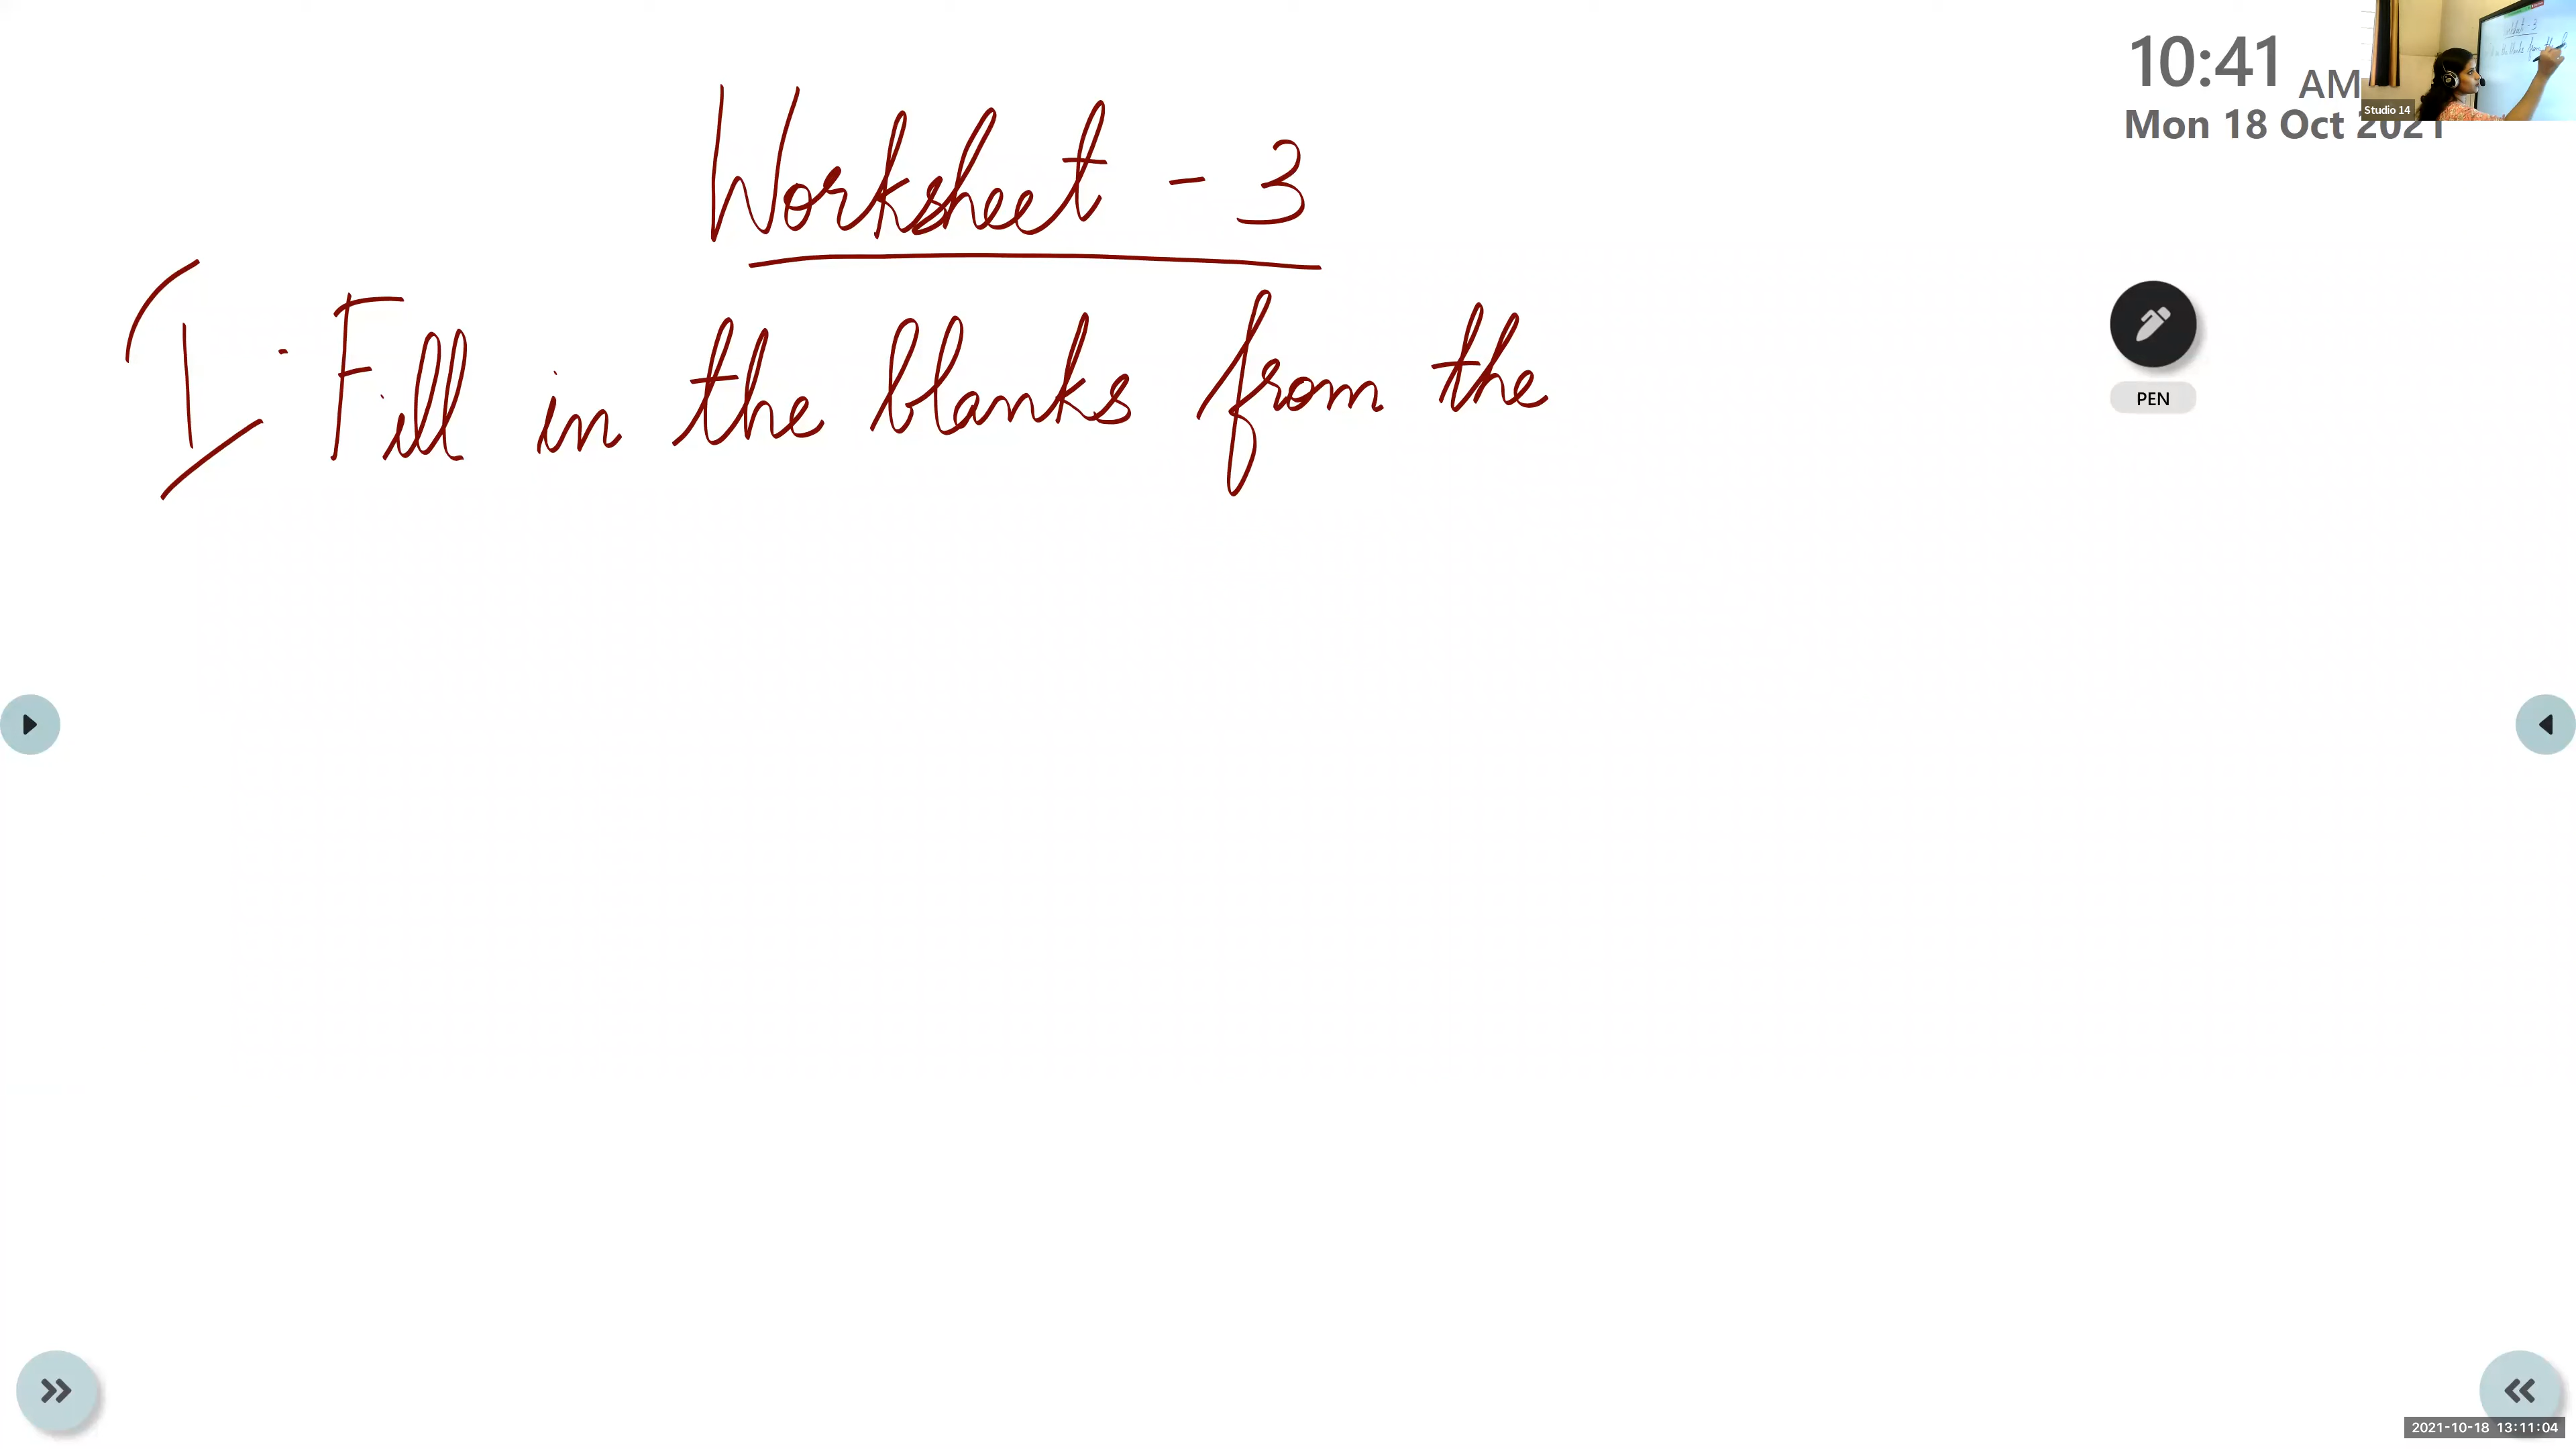 Worksheet - 3
I. Fill in the blanks from the
10:41 AM
Mon 18 Oct 2021
Studio 14
PEN
2021-10-18 13:11:04